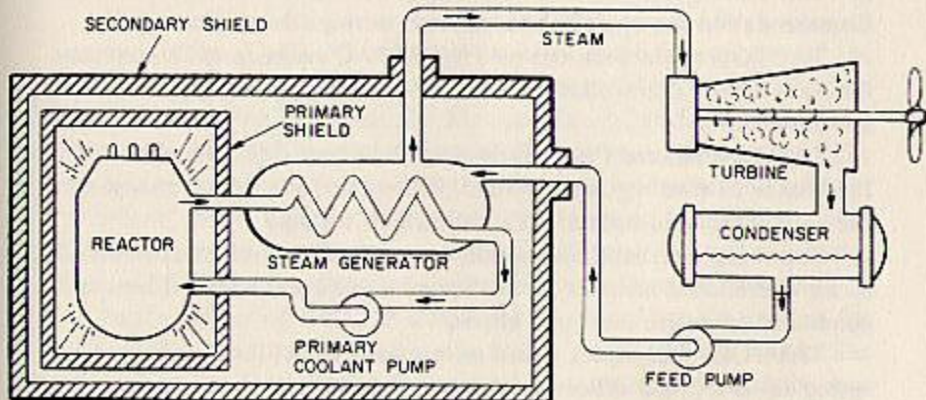 SECONDARY SHIELD
STEAM
PRIMARY
SHIELD
TURBINE
REACTOR
CONDENSER
STEAM GENERATOR
PRIMARY
COOLANT PUMP
FEED PUMP